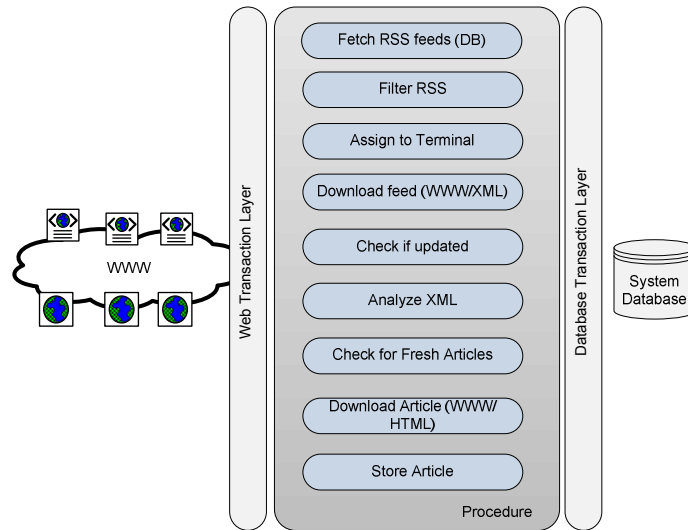 Fetch RSS feeds (DB)
Filter RSS
Assign to Terminal
Download feed (WWW/XML)
Check if updated
Analyze XML
Check for Fresh Articles
Download Article (WWW/
HTML)
Store Article
Procedure
WWW
Web Transaction Layer
Database Transaction Layer
System
Database